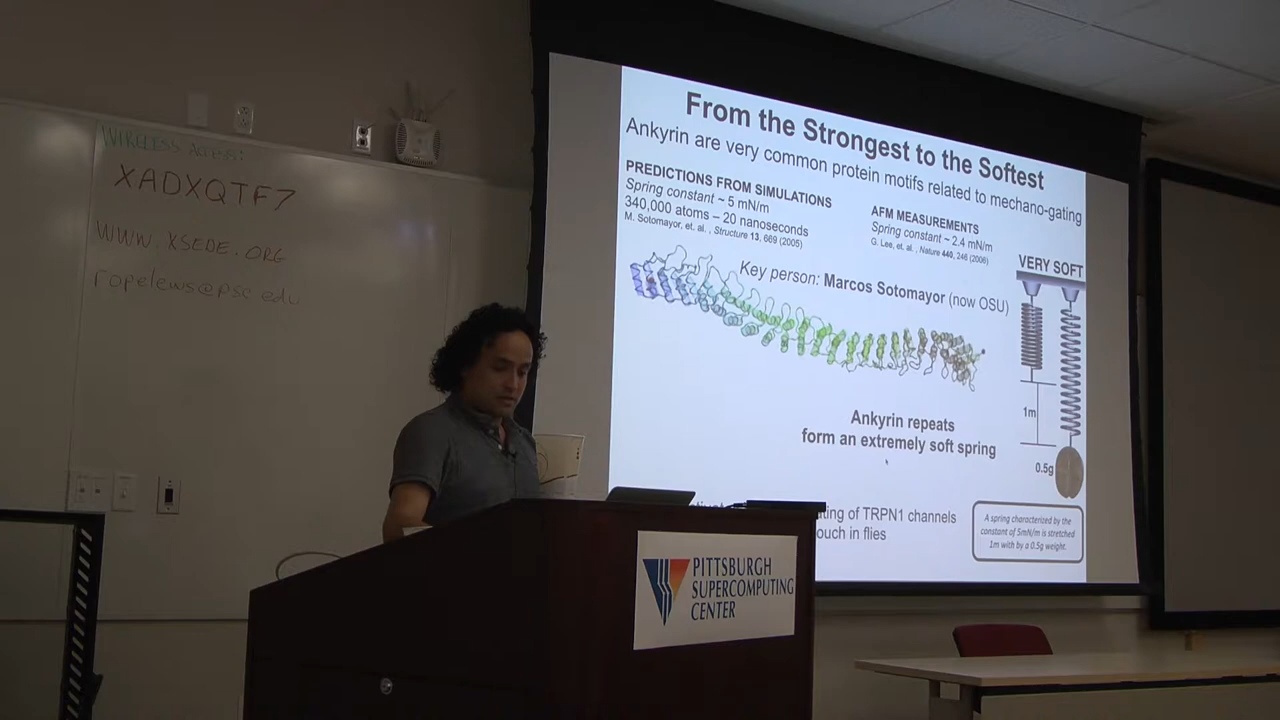 WIRELESS ACCESS:
XADXQTF7
WWW.XSEDE.ORG
ropelews@psc.edu
From the Strongest to the Softest
Ankyrin are very common protein motifs related to mechano-gating
PREDICTIONS FROM SIMULATIONS
Spring constant ~ 5 mN/m
340,000 atoms – 20 nanoseconds
M. Sotomayor, et. al. , Structure 13, 669 (2005)
AFM MEASUREMENTS
Spring constant ~ 2.4 mN/m
G. Lee, et. al. , Nature 440, 246 (2006)
VERY SOFT
Key person: Marcos Sotomayor (now OSU)
1m
Ankyrin repeats
form an extremely soft spring
0.5g
of TRPN1 channels
in flies
A spring characterized by the
constant of 5mN/m is stretched
1m with by a 0.5g weight.
PITTSBURGH
SUPERCOMPUTING
CENTER